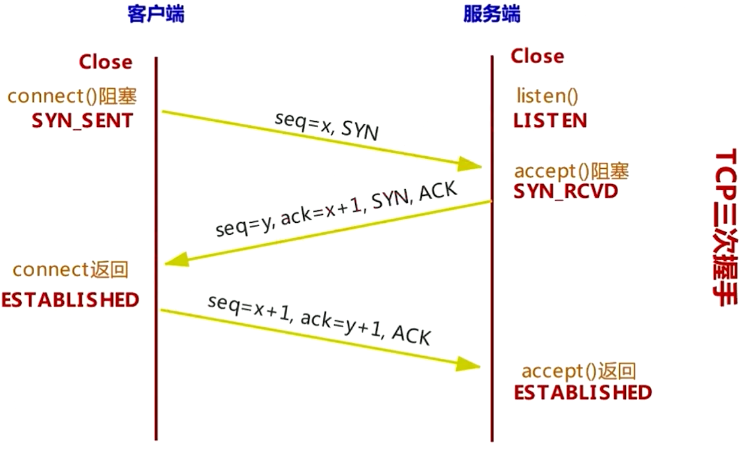 客户端
服务端
Close
Close
connect()阻塞
listen()
SYN_SENT
LISTEN
seq=x, SYN
accept()阻塞
SYN_RCVD
seq=y, ack=x+1, SYN, ACK
connect返回
ESTABLISHED
seq=x+1, ack=y+1, ACK
accept()返回
ESTABLISHED
TCP三次握手